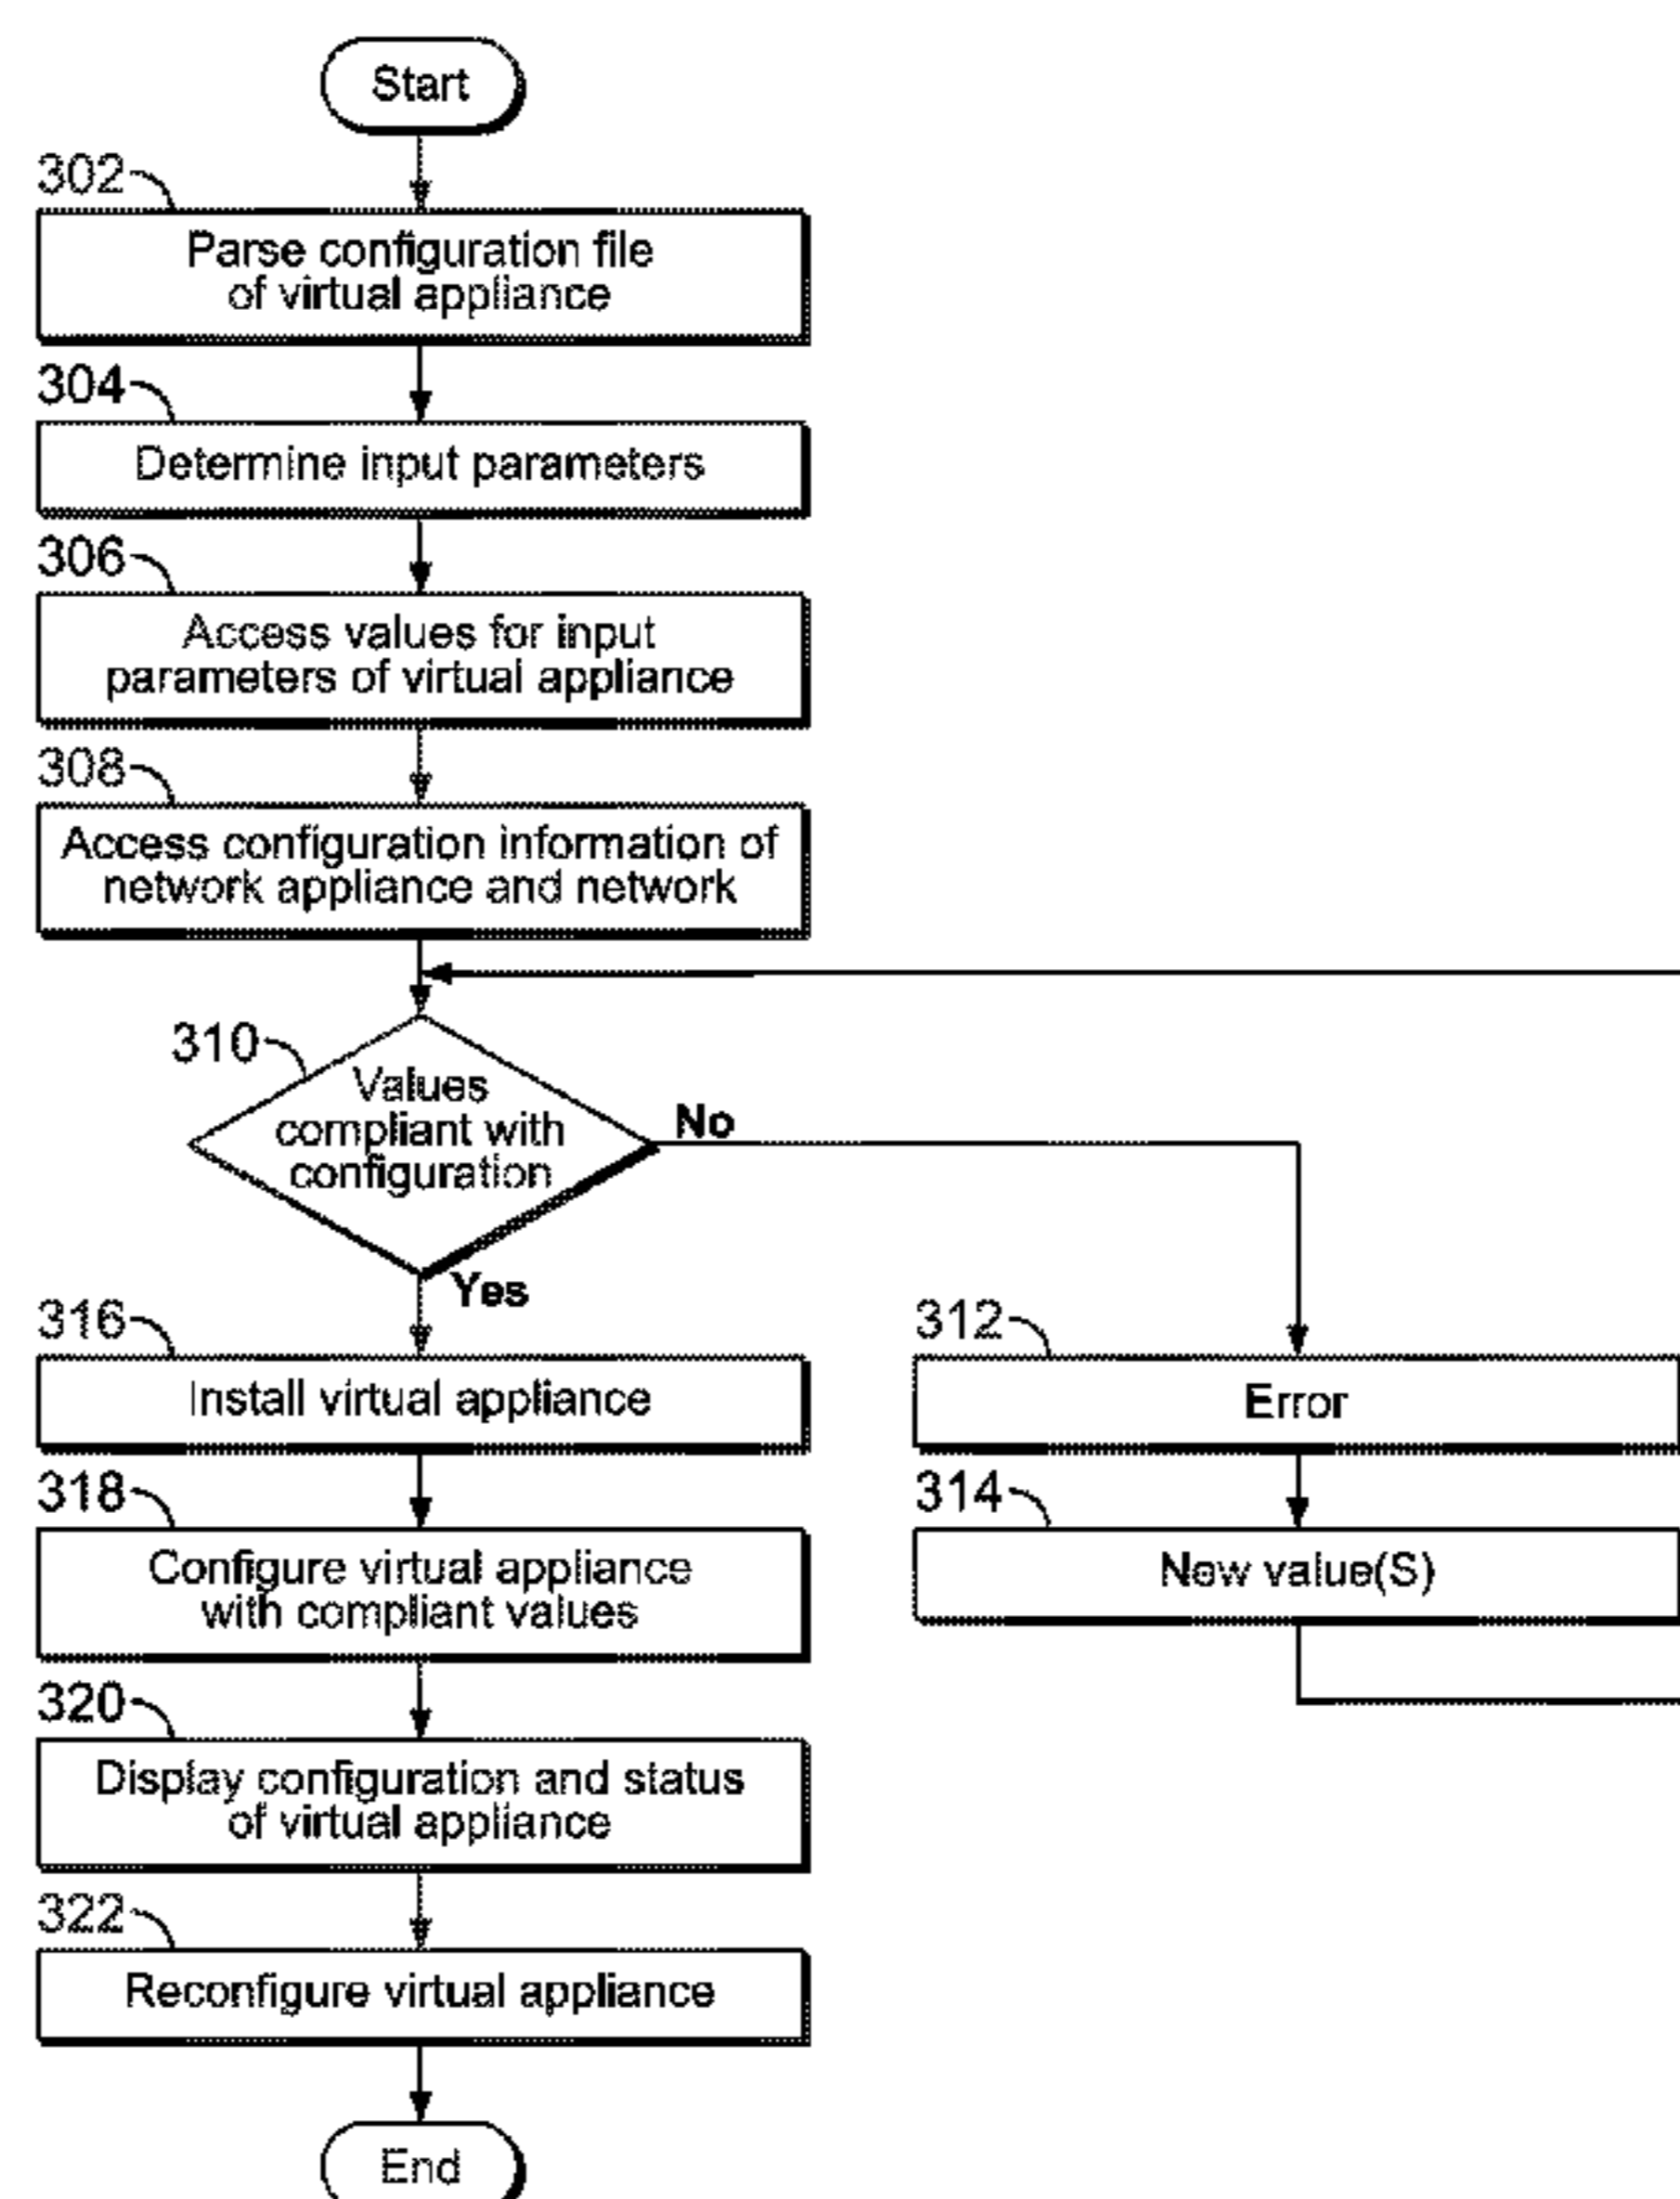 Start
302
Parse configuration file
of virtual appliance
304
Determine input parameters
306
Access values for input
parameters of virtual appliance
308
Access configuration information of
network appliance and network
310
Values
compliant with
configuration
No
Yes
316
Install virtual appliance
312
Error
318
Configure virtual appliance
with compliant values
314
New value(S)
320
Display configuration and status
of virtual appliance
322
Reconfigure virtual appliance
End